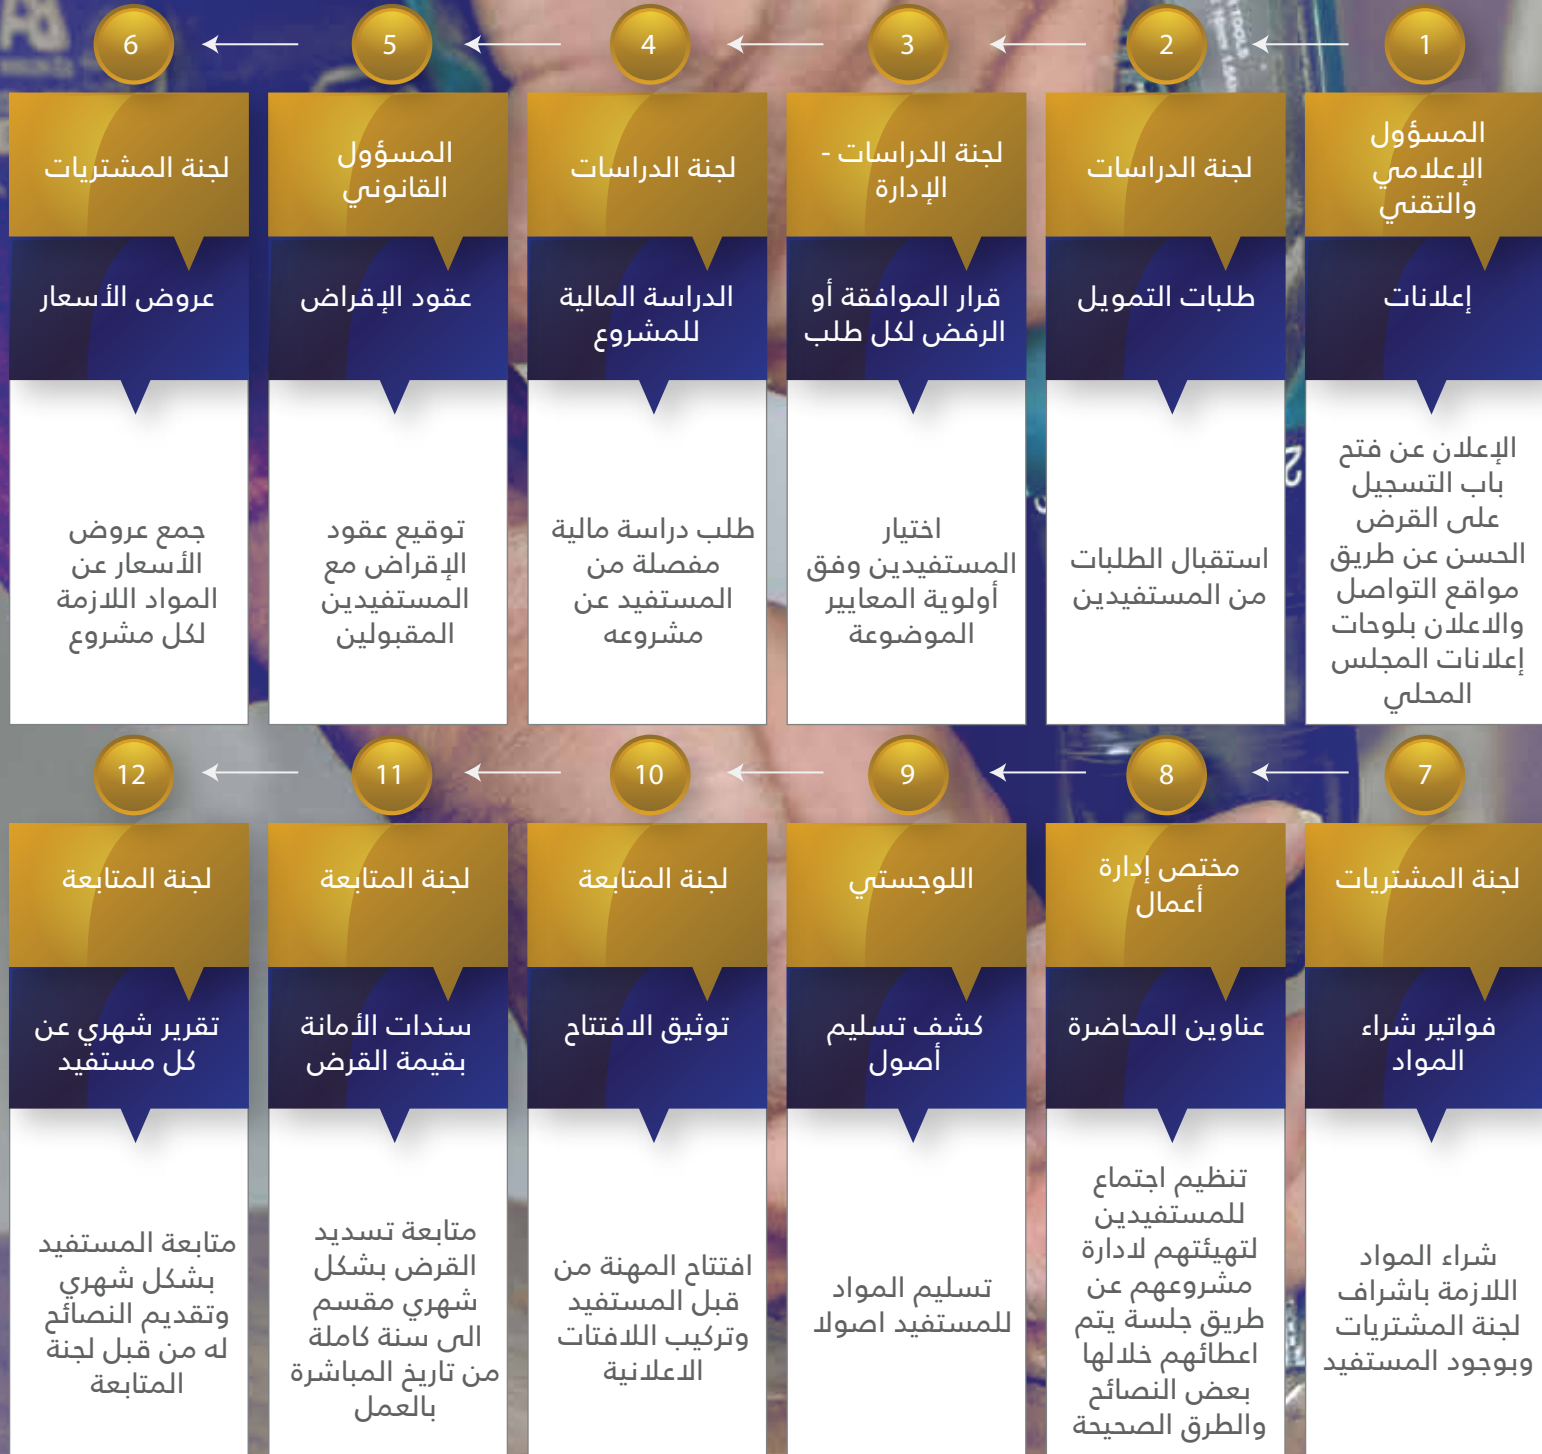 1
المسؤول
الإعلامي
والتقني
إعلانات
الإعلان عن فتح
باب التسجيل
على القرض
الحسن عن طريق
مواقع التواصل
والاعلان بلوحات
إعلانات المجلس
المحلي
2
لجنة الدراسات
طلبات التمويل
استقبال الطلبات
من المستفيدين
3
لجنة الدراسات -
الإدارة
قرار الموافقة أو
الرفض لكل طلب
اختيار
المستفيدين وفق
أولوية المعايير
الموضوعة
4
لجنة الدراسات
الدراسة المالية
للمشروع
طلب دراسة مالية
مفصلة من
المستفيد عن
مشروعه
5
المسؤول
القانوني
عقود الإقراض
توقيع عقود
الإقراض مع
المستفيدين
المقبولين
6
لجنة المشتريات
عروض الأسعار
جمع عروض
الأسعار عن
المواد اللازمة
لكل مشروع
7
لجنة المشتريات
فواتير شراء
المواد
شراء المواد
اللازمة باشراف
لجنة المشتريات
وبوجود المستفيد
8
مختص إدارة
أعمال
عناوين المحاضرة
تنظيم اجتماع
للمستفيدين
لتهيئتهم لادارة
مشروعهم عن
طريق جلسة يتم
اعطائهم خلالها
بعض النصائح
والطرق الصحيحة
9
اللوجستي
كشف تسليم
أصول
تسليم المواد
للمستفيد اصولا
10
لجنة المتابعة
توثيق الافتتاح
افتتاح المهنة من
قبل المستفيد
وتركيب اللافتات
الاعلانية
11
لجنة المتابعة
سندات الأمانة
بقيمة القرض
متابعة تسديد
القرض بشكل
شهري مقسم
الى سنة كاملة
من تاريخ المباشرة
بالعمل
12
لجنة المتابعة
تقرير شهري عن
كل مستفيد
متابعة المستفيد
بشكل شهري
وتقديم النصائح
له من قبل لجنة
المتابعة